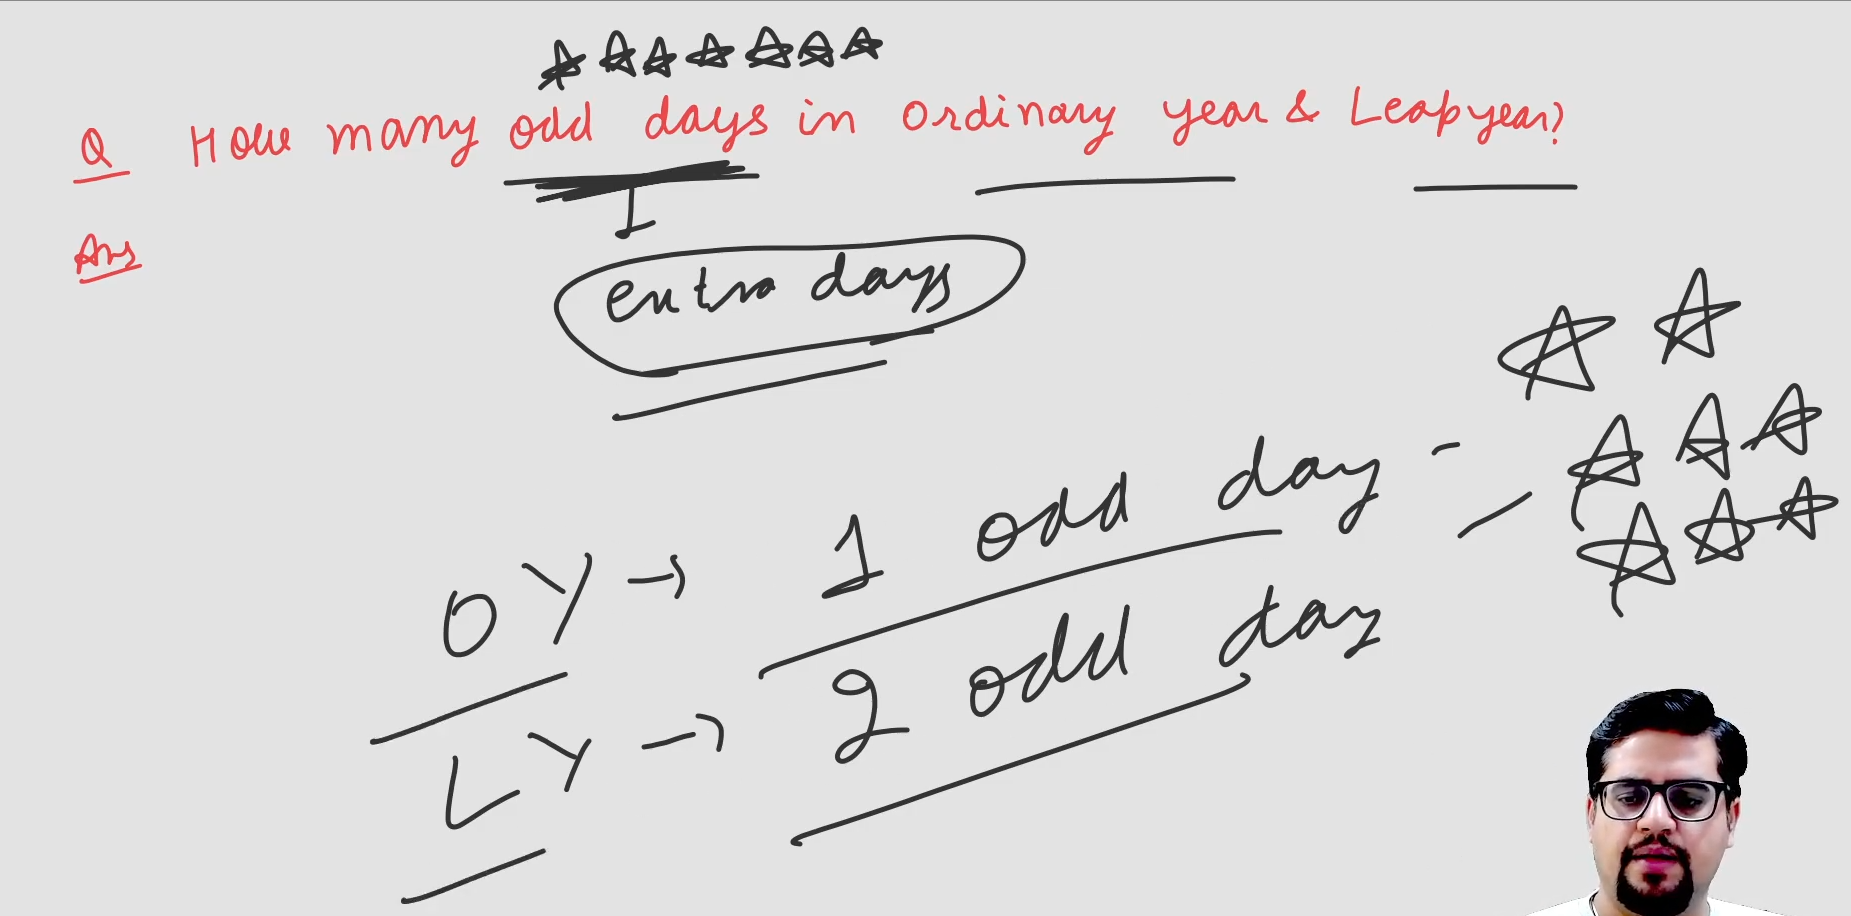 Q How many odd days in Ordinary year & Leap year?
Ans
extra days
OY → 1 odd day
LY → 2 odd day